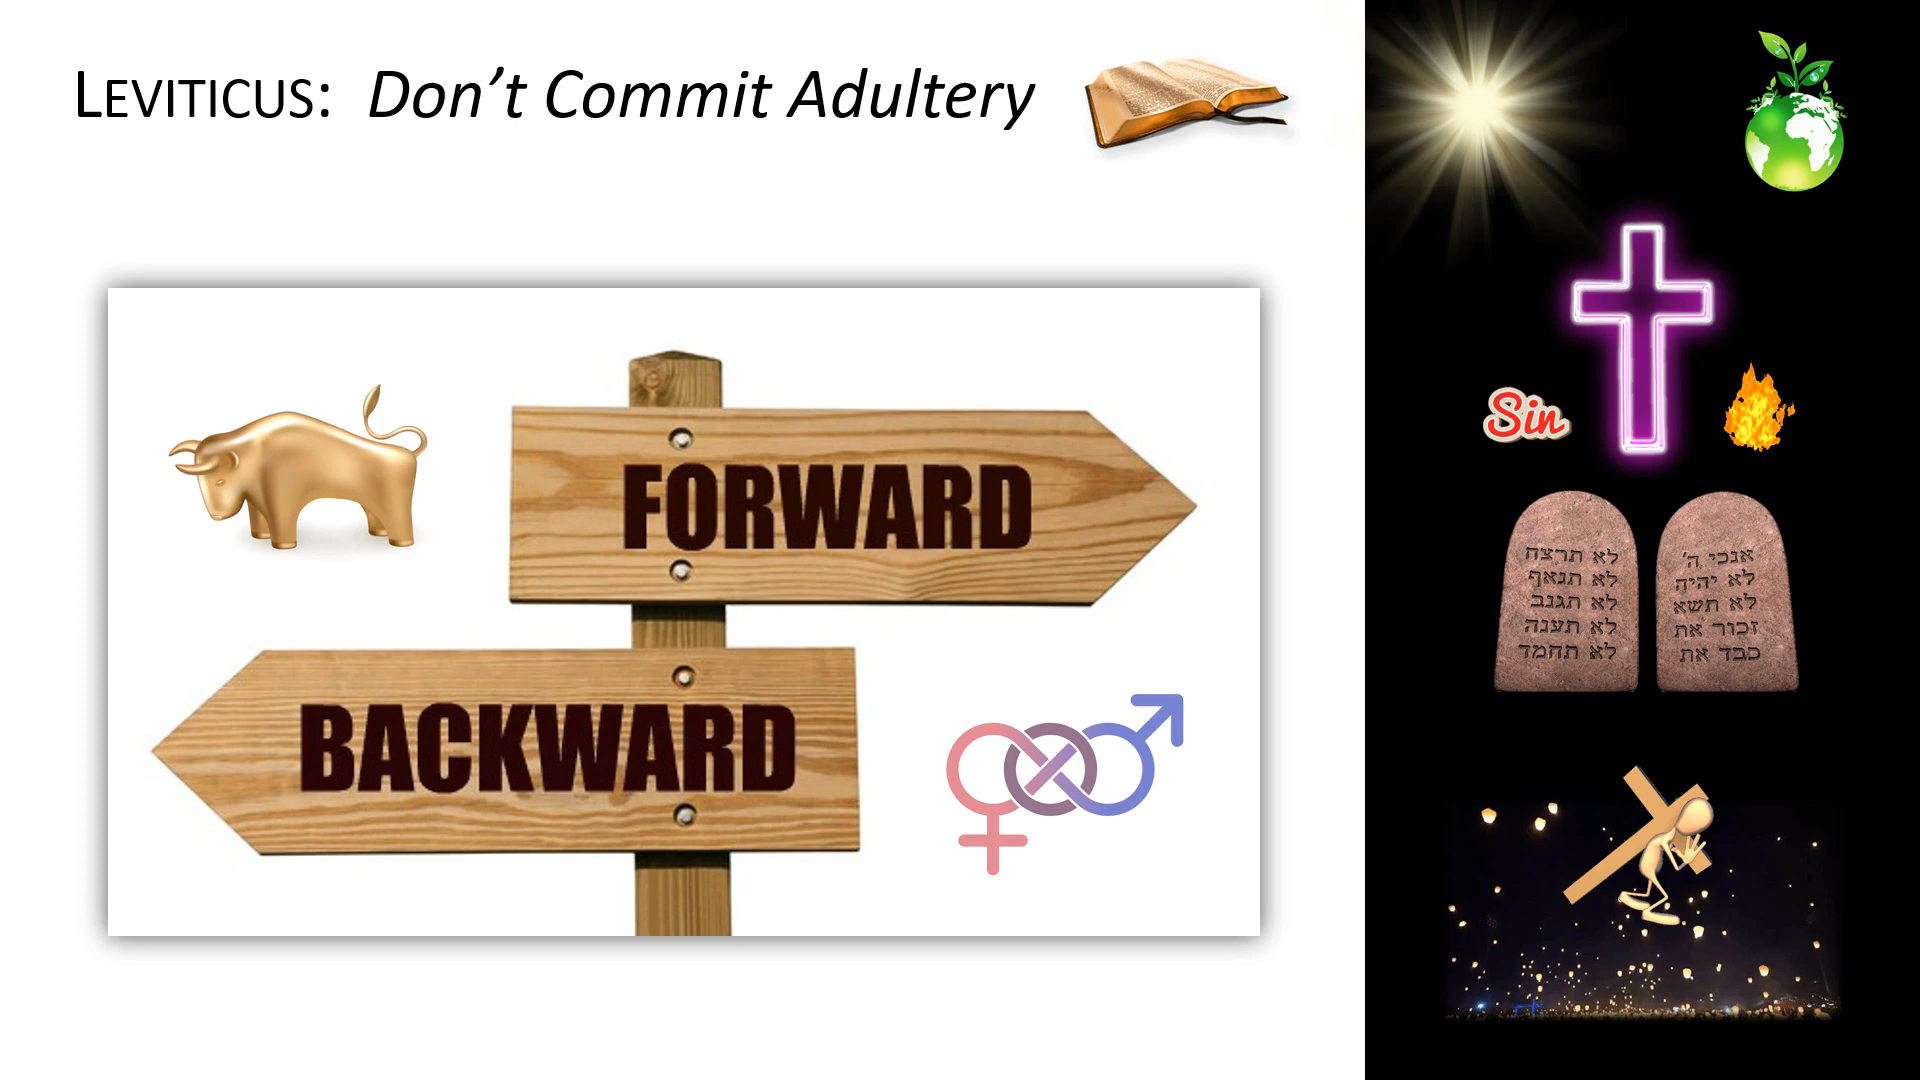 LEVITICUS: Don’t Commit Adultery
FORWARD
BACKWARD
Sin
אנכי ה'
לא יהיה
לא תשא
זכור את
כבד את
לא תרצח
לא תנאף
לא תגנב
לא תענה
לא תחמד